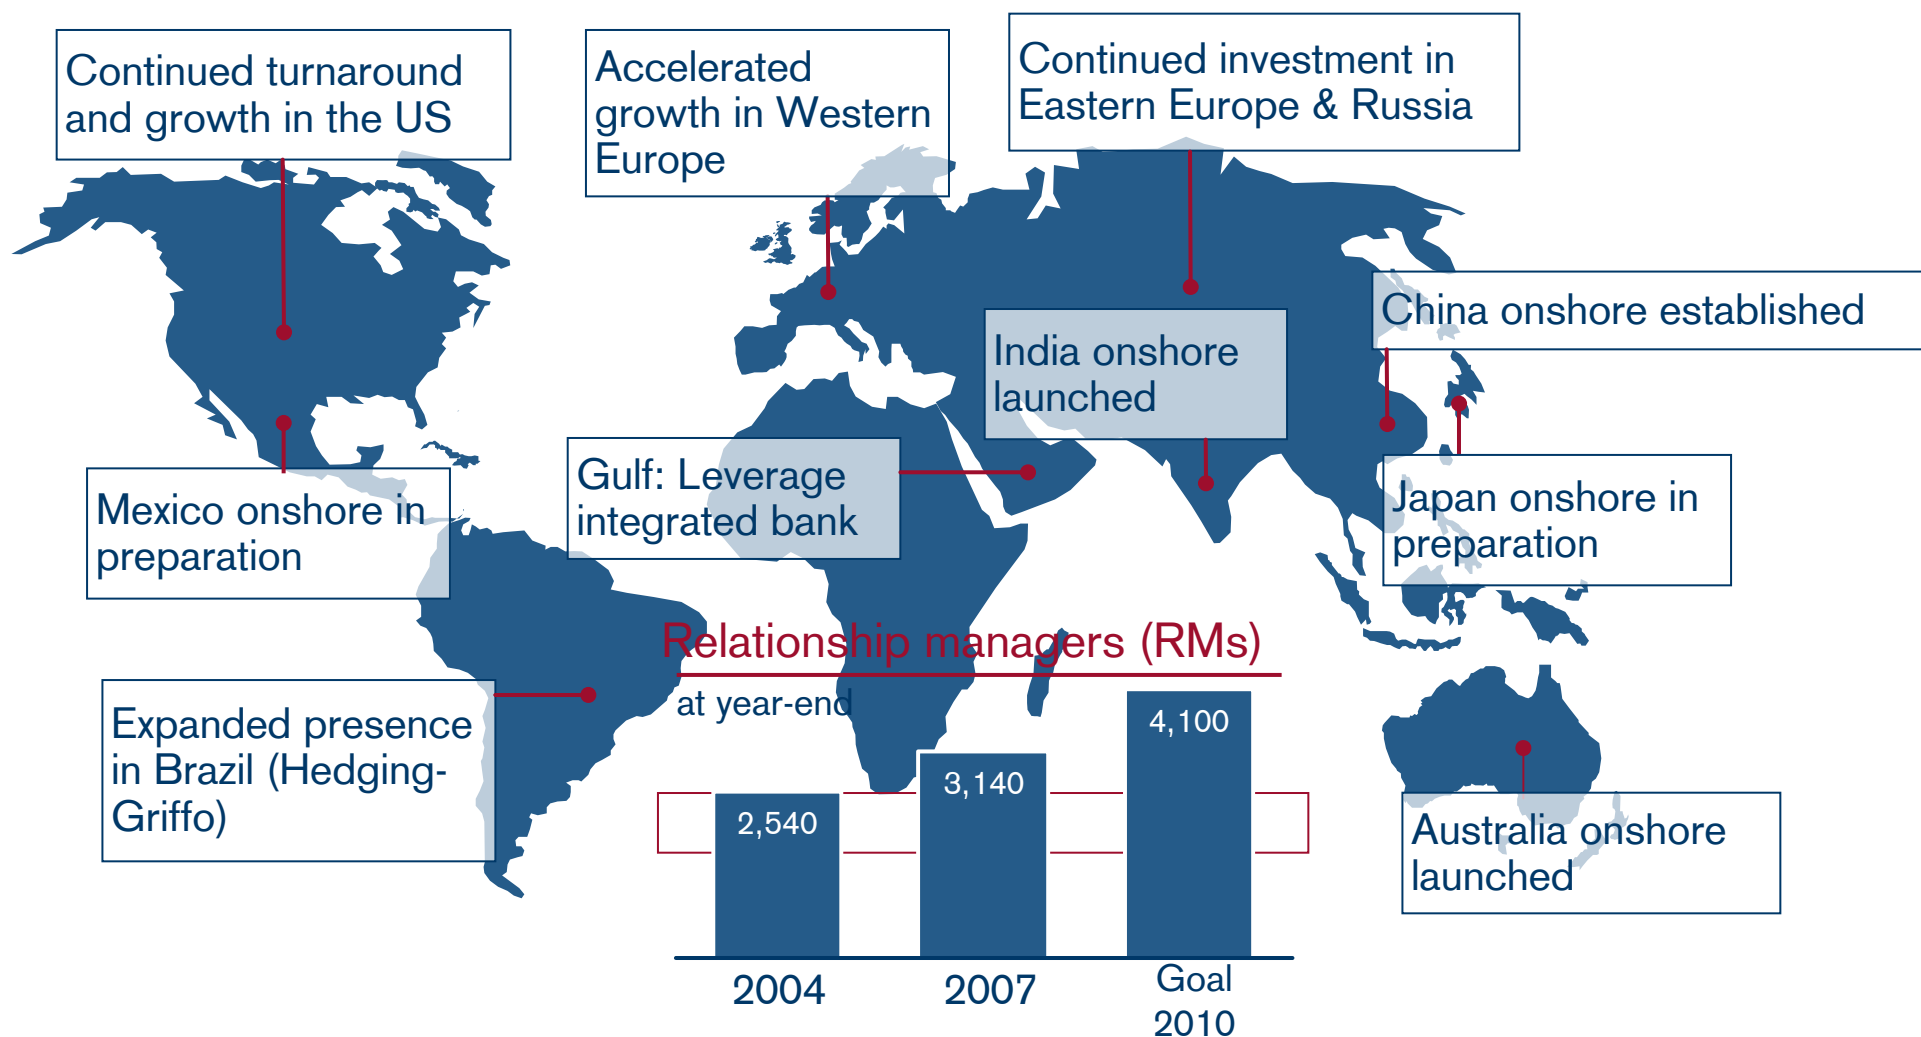 Continued turnaround
and growth in the US
Accelerated
growth in Western
Europe
Continued investment in
Eastern Europe & Russia
China onshore established
India onshore
launched
Gulf: Leverage
integrated bank
Mexico onshore in
preparation
Japan onshore in
preparation
Expanded presence
in Brazil (Hedging-
Griffo)
Australia onshore
launched
Relationship managers (RMs)
at year-end
2,540
3,140
4,100
2004
2007
Goal
2010